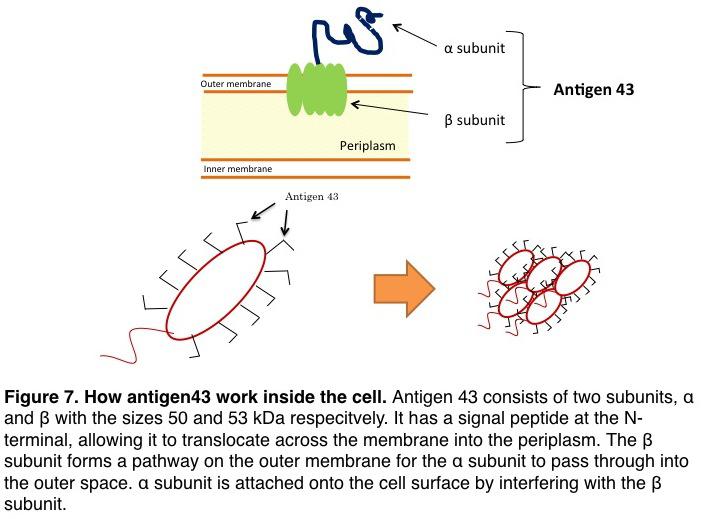 α subunit
Outer membrane
Antigen 43
β subunit
Periplasm
Inner membrane
Antigen 43
Figure 7. How antigen43 work inside the cell. Antigen 43 consists of two subunits, α
and β with the sizes 50 and 53 kDa respecitvely. It has a signal peptide at the N-
terminal, allowing it to translocate across the membrane into the periplasm. The β
subunit forms a pathway on the outer membrane for the α subunit to pass through into
the outer space. α subunit is attached onto the cell surface by interfering with the β
subunit.